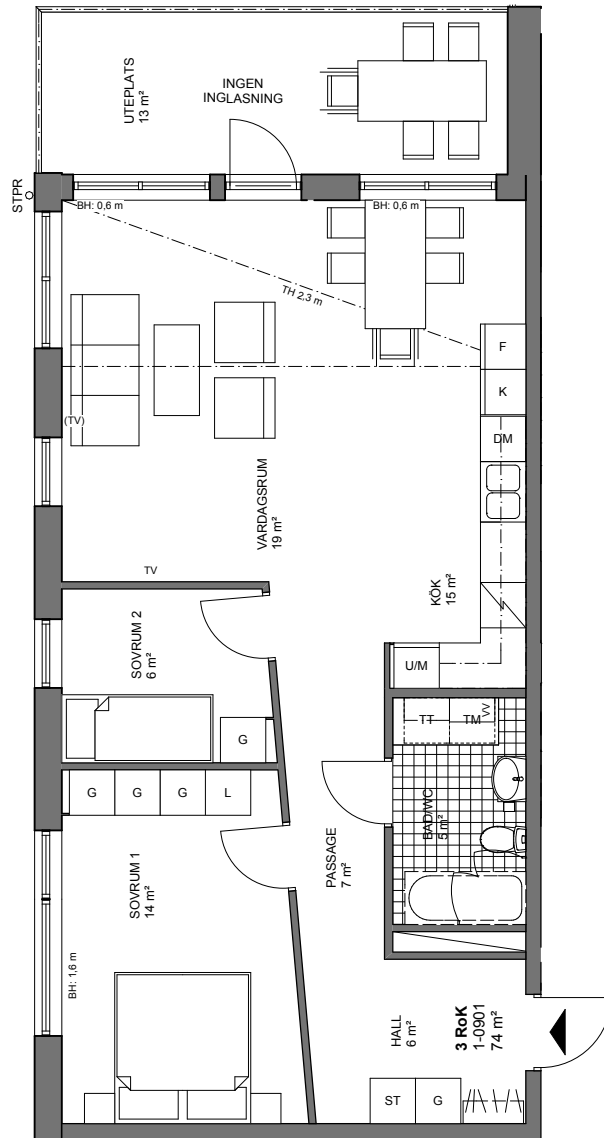 UTEPLATS
13 m²
INGEN
INGLASNING
STPR
BH: 0,6 m
BH: 0,6 m
TH 2,3 m
F
K
(TV)
DM
VARDAGSRUM
19 m²
TV
KÖK
15 m²
SOVRUM 2
6 m²
U/M
G
TT
TM
VV
G
G
G
L
BAD/WC
5 m²
PASSAGE
7 m²
SOVRUM 1
14 m²
BH: 1,6 m
HALL
6 m²
3 RoK
1-0901
74 m²
ST
G